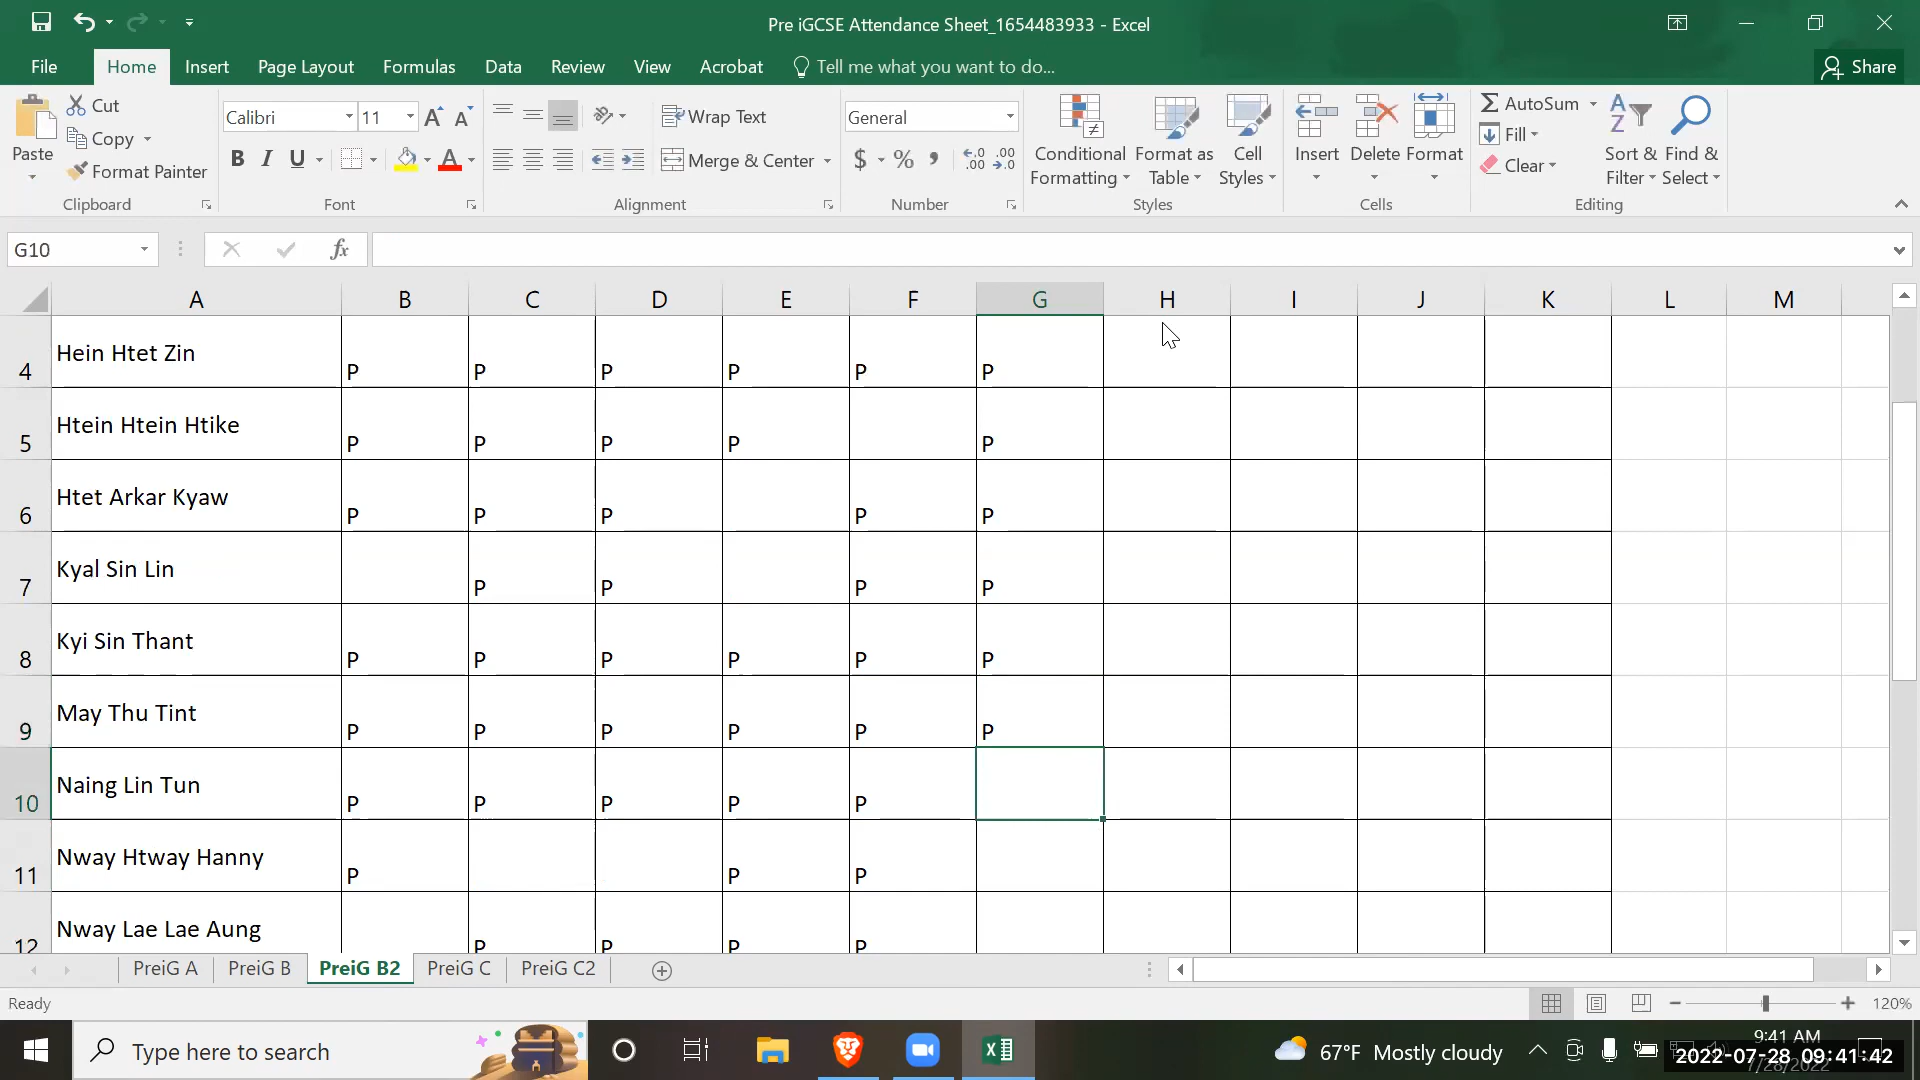 Pre iGCSE Attendance Sheet_1654483933 - Excel
File Home Insert Page Layout Formulas Data Review View Acrobat Tell me what you want to do... Share
Paste Cut Copy Format Painter
Calibri 11
B I U
Wrap Text
Merge & Center
General
$ % ,
Conditional Formatting Format as Table Cell Styles
Insert Delete Format
AutoSum Fill Clear
Sort & Filter Find & Select
Clipboard Font Alignment Number Styles Cells Editing
G10 fx
A B C D E F G H I J K L M
4 Hein Htet Zin P P P P P P
5 Htein Htein Htike P P P P P
6 Htet Arkar Kyaw P P P P P
7 Kyal Sin Lin P P P P
8 Kyi Sin Thant P P P P P P
9 May Thu Tint P P P P P P
10 Naing Lin Tun P P P P P
11 Nway Htway Hanny P P P
12 Nway Lae Lae Aung P P P P
PreiG A PreiG B PreiG B2 PreiG C PreiG C2
Ready 120%
Type here to search 67°F Mostly cloudy 9:41 AM
2022-07-28 09:41:42
7/28/2022